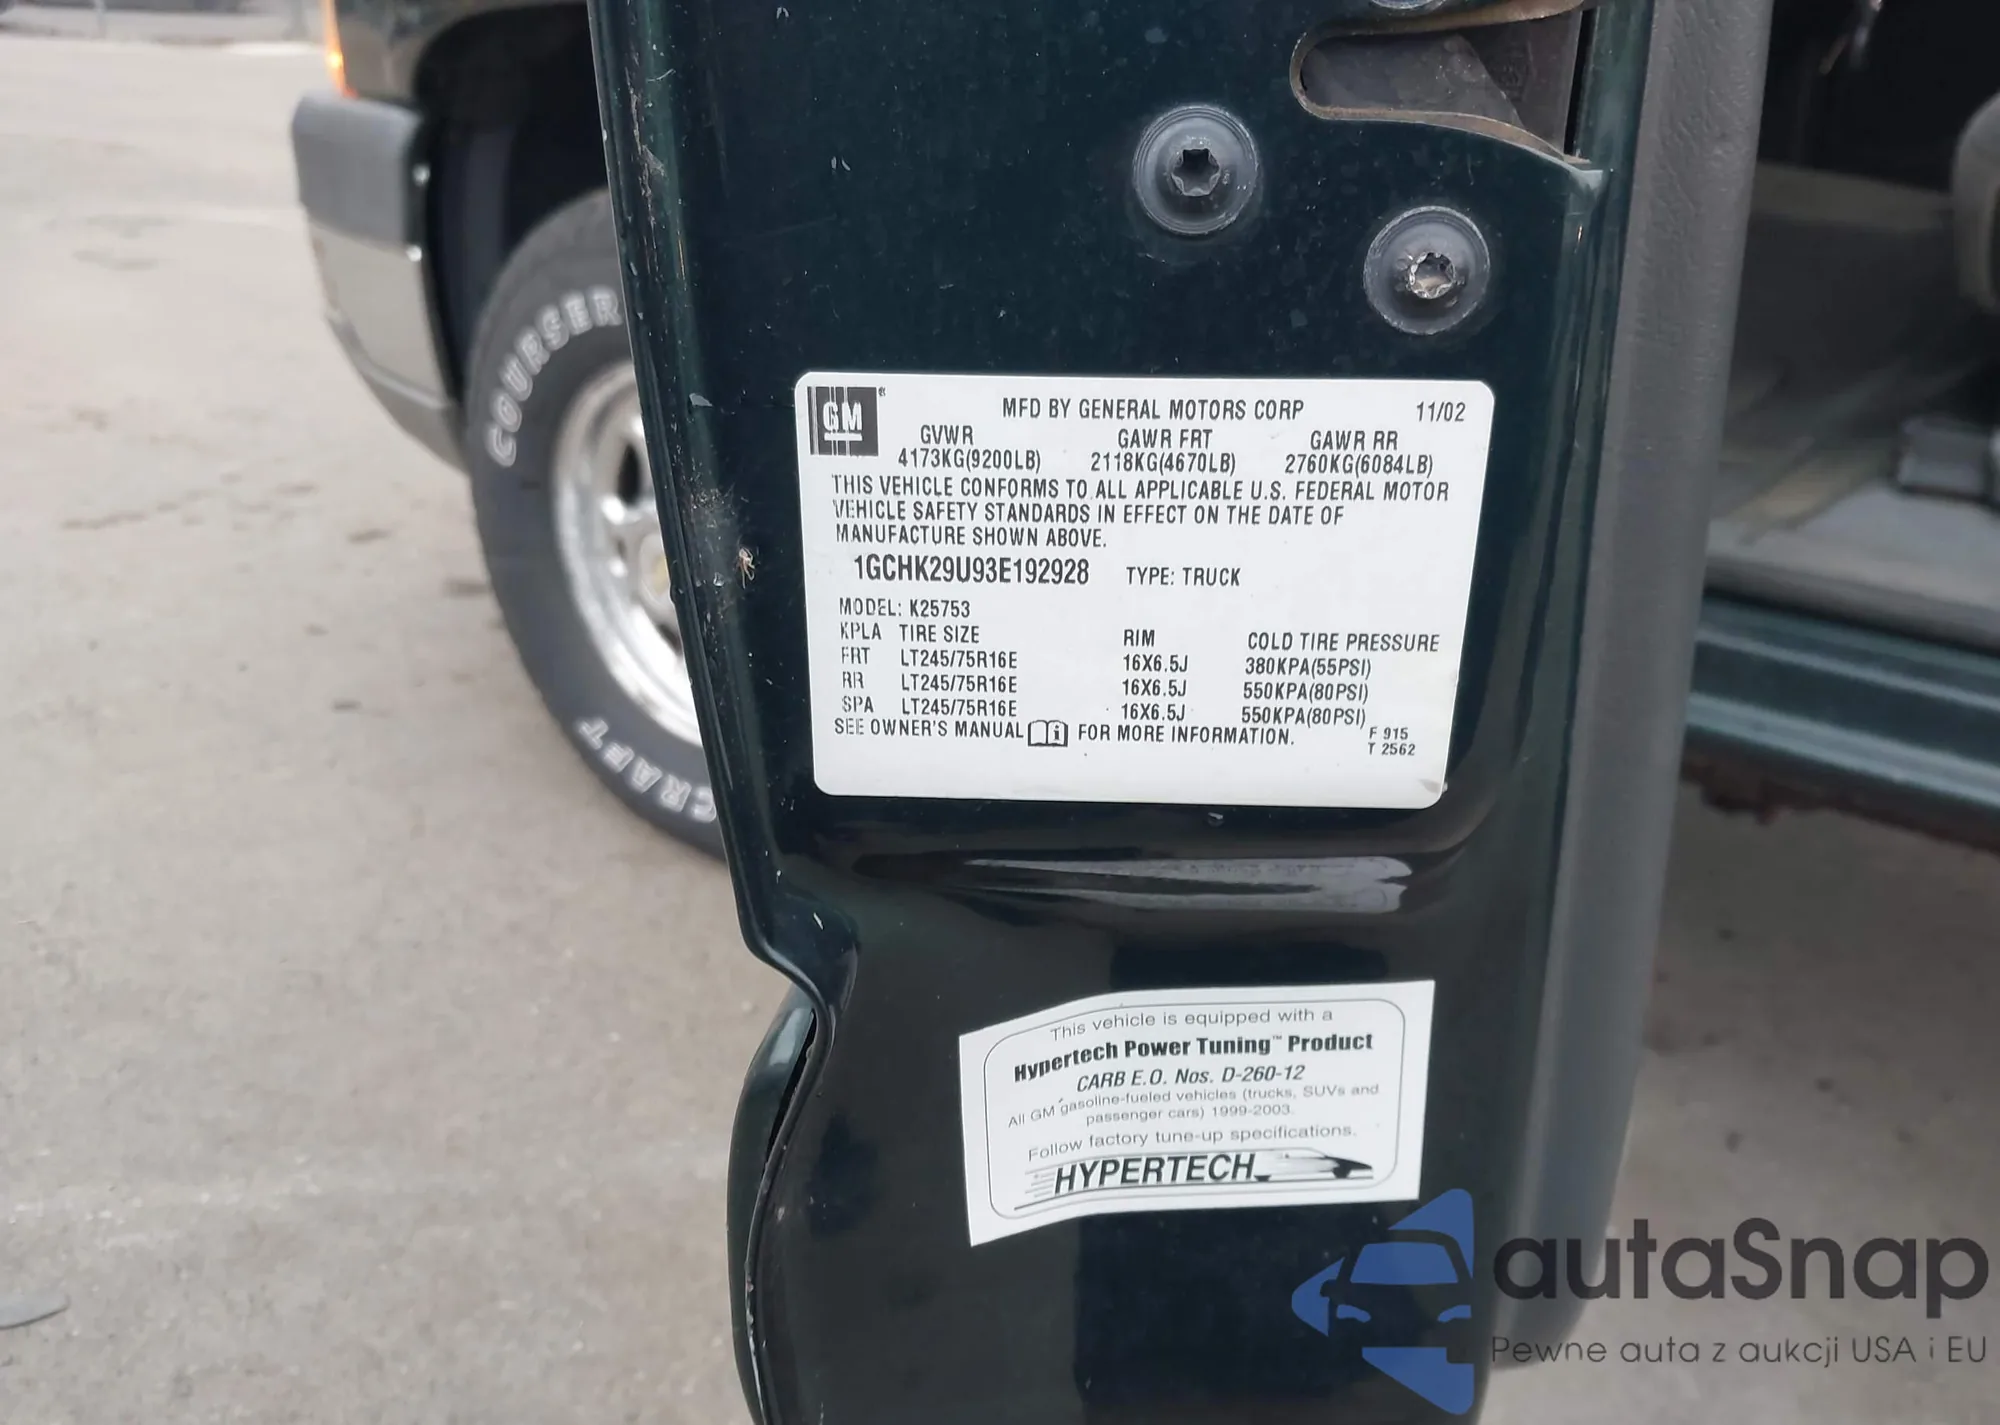 COURSER
CRAFT
GM
MFD BY GENERAL MOTORS CORP 11/02
GVWR GAWR FRT GAWR RR
4173KG(9200LB) 2118KG(4670LB) 2760KG(6084LB)
THIS VEHICLE CONFORMS TO ALL APPLICABLE U.S. FEDERAL MOTOR
VEHICLE SAFETY STANDARDS IN EFFECT ON THE DATE OF
MANUFACTURE SHOWN ABOVE.
1GCHK29U93E192928 TYPE: TRUCK
MODEL: K25753
KPLA TIRE SIZE RIM COLD TIRE PRESSURE
FRT LT245/75R16E 16X6.5J 380KPA(55PSI)
RR LT245/75R16E 16X6.5J 550KPA(80PSI)
SPA LT245/75R16E 16X6.5J 550KPA(80PSI)
SEE OWNER'S MANUAL i FOR MORE INFORMATION.
F 915
T 2562
This vehicle is equipped with a
Hypertech Power Tuning™ Product
CARB E.O. Nos. D-260-12
All GM gasoline-fueled vehicles (trucks, SUVs and
passenger cars) 1999-2003.
Follow factory tune-up specifications.
HYPERTECH
autaSnap
Pewne auta z aukcji USA i EU